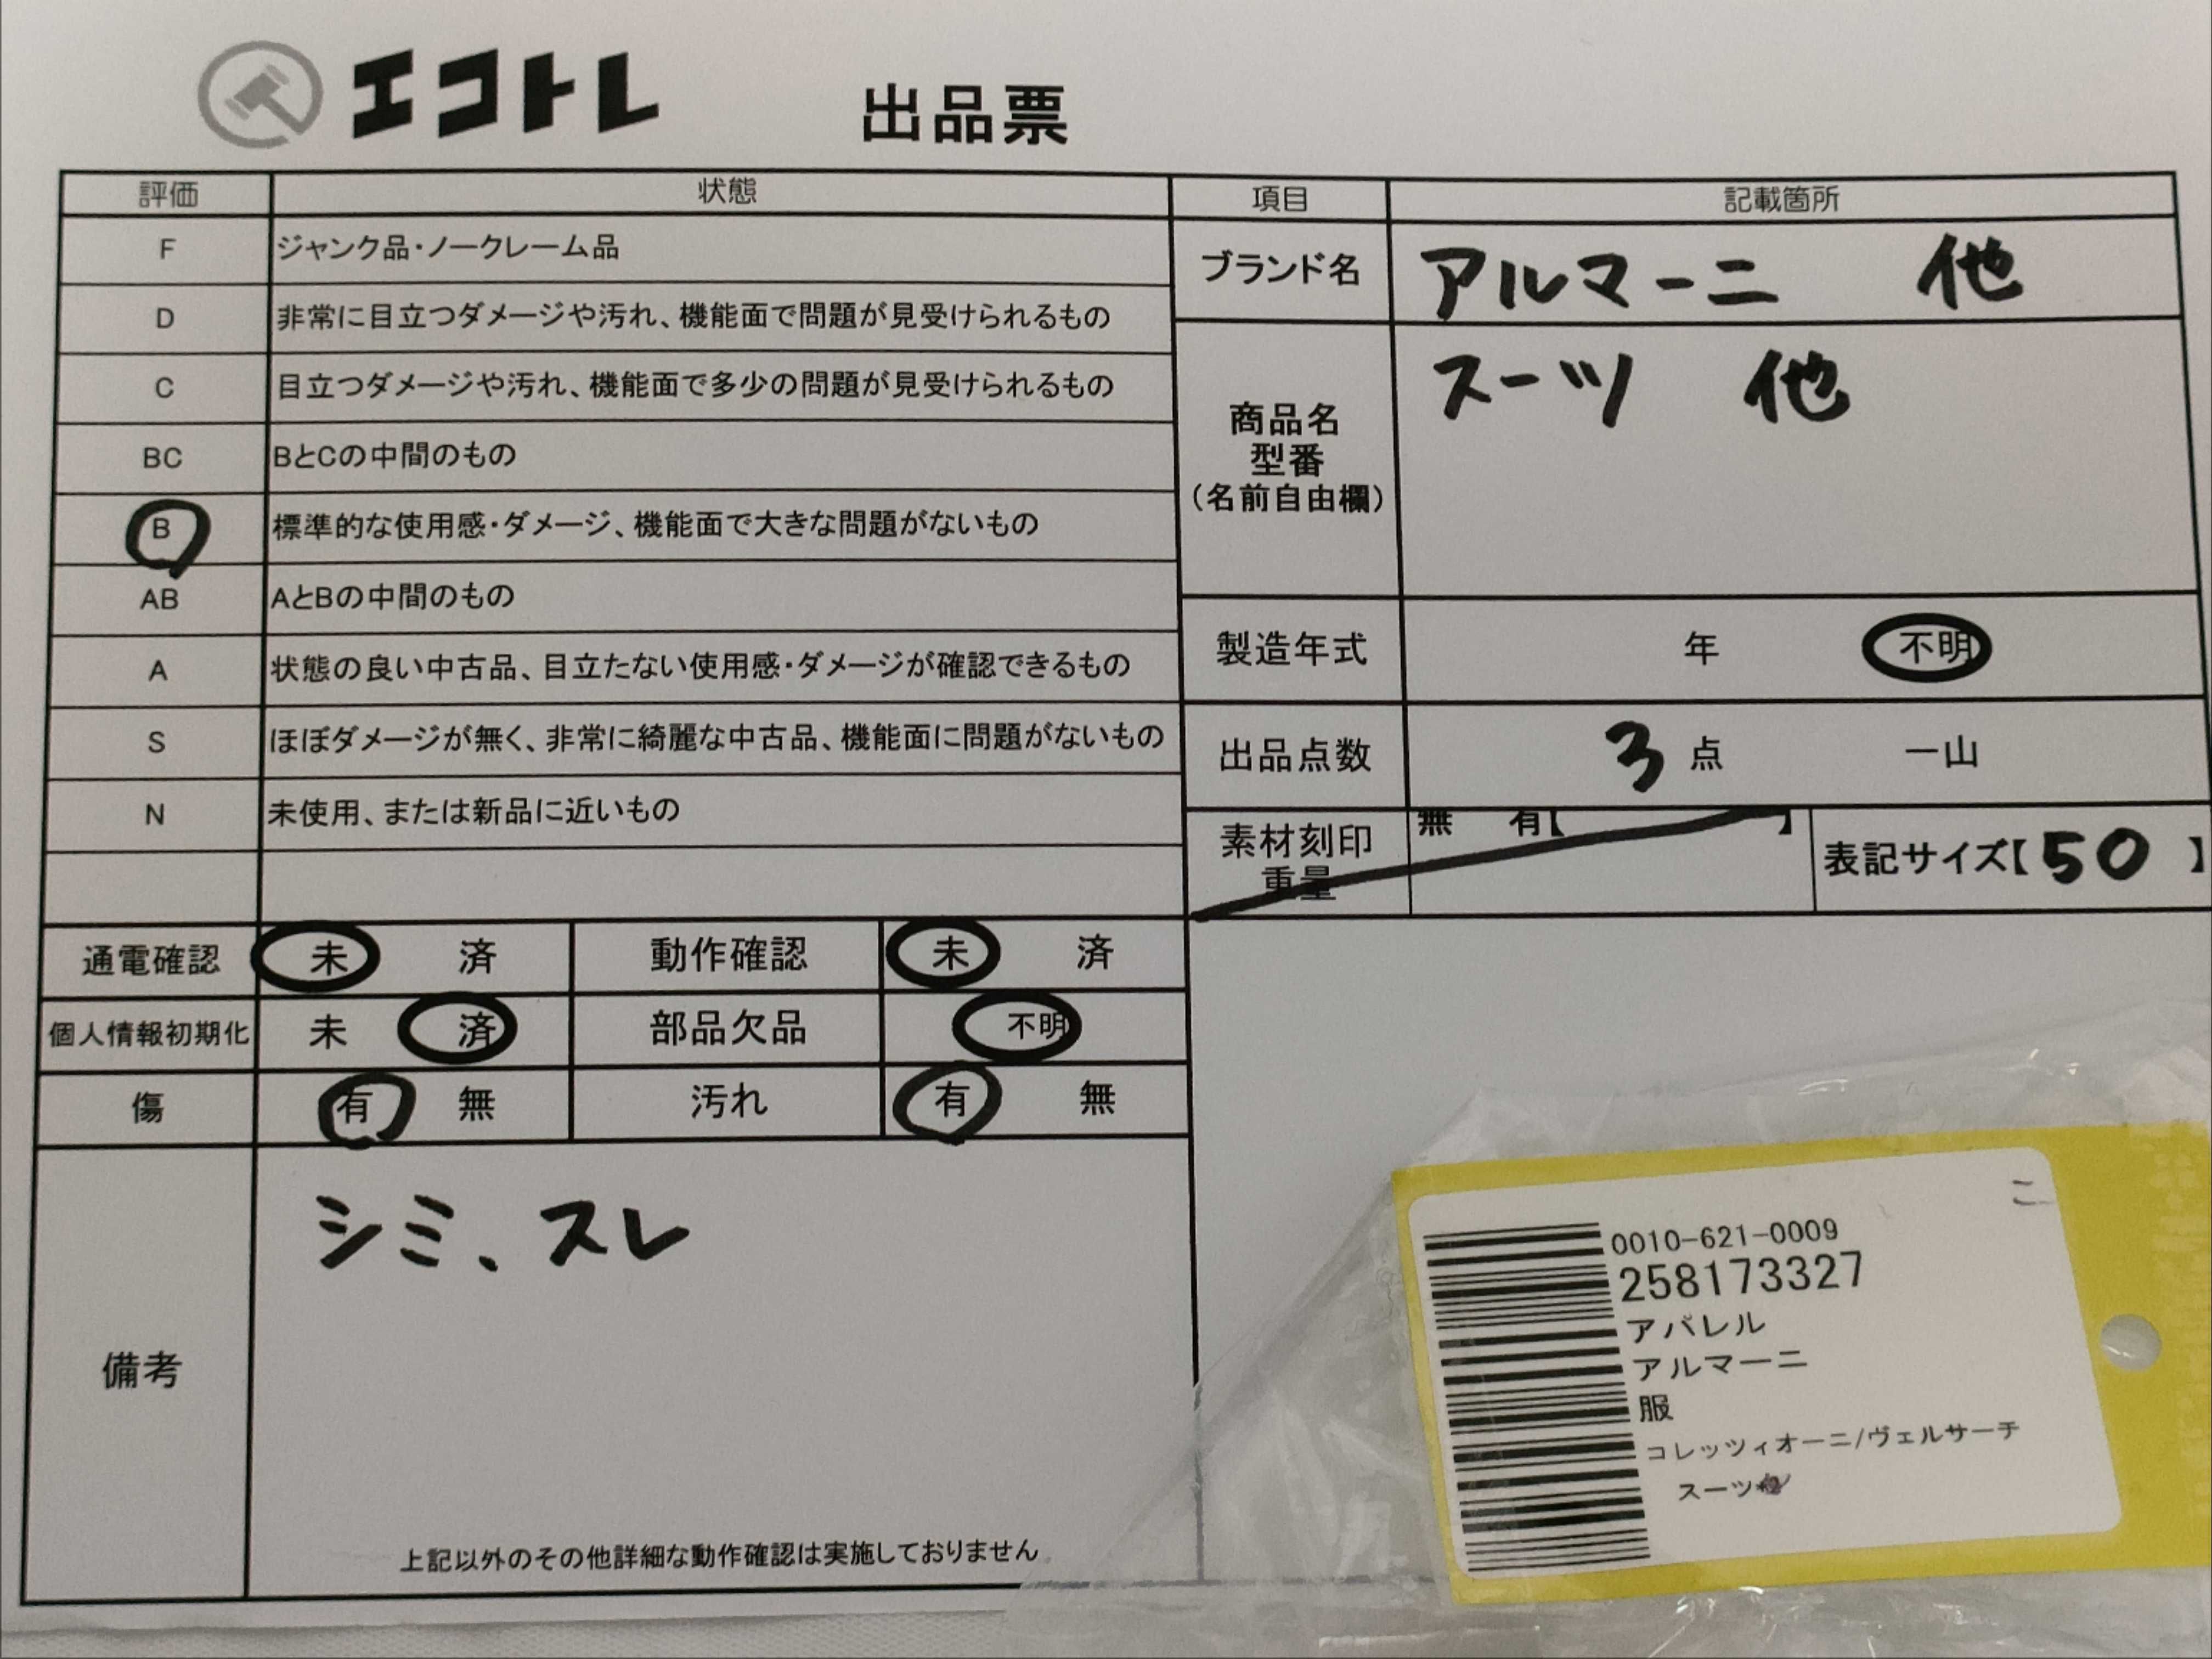 エコトレ
出品票
評価 状態
F ジャンク品・ノークレーム品
D 非常に目立つダメージや汚れ、機能面で問題が見受けられるもの
C 目立つダメージや汚れ、機能面で多少の問題が見受けられるもの
BC BとCの中間のもの
B 標準的な使用感・ダメージ、機能面で大きな問題がないもの
AB AとBの中間のもの
A 状態の良い中古品、目立たない使用感・ダメージが確認できるもの
S ほぼダメージが無く、非常に綺麗な中古品、機能面に問題がないもの
N 未使用、または新品に近いもの
項目 記載箇所
ブランド名 アルマーニ 他
商品名
型番
(名前自由欄)
スーツ 他
製造年式 年 不明
出品点数 3 点 一山
素材刻印
重量
無 有【 】
表記サイズ【50 】
通電確認 未 済 動作確認 未 済
個人情報初期化 未 済 部品欠品 不明
傷 有 無 汚れ 有 無
備考
シミ、スレ
上記以外のその他詳細な動作確認は実施しておりません。
0010-621-0009
258173327
アパレル
アルマーニ
服
コレッツィオーニ/ヴェルサーチ
スーツ